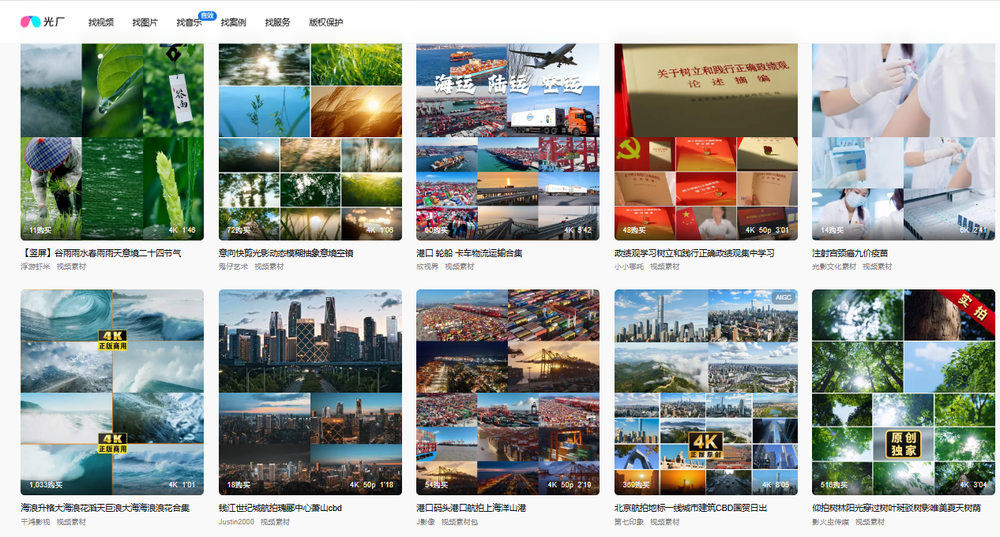 光厂
找视频
找图片
找音乐
音效
找案例
找服务
版权保护
谷雨
11购买
4K 1'46
【竖屏】谷雨雨水春雨雨天意境二十四节气
浮游虾米 视频素材
72购买
4K 1'06
意向快剪光影动态模糊抽象意境空镜
鬼仔艺术 视频素材
海运 陆运 空运
60购买
4K 5'42
港口 轮船 卡车物流运输合集
欣视界 视频素材
关于树立和践行正确政绩观
论述摘编
48购买
4K 50p 3'01
政绩观学习树立和践行正确政绩观集中学习
小小哪吒 视频素材
14购买
6K 2'41
注射宫颈癌九价疫苗
光影文化素材 视频素材
4K
正版商用
4K
正版商用
1,033购买
4K 1'01
海浪升格大海浪花滔天巨浪大海海浪浪花合集
干鸿影视 视频素材
18购买
4K 50p 1'18
钱江世纪城航拍瑰丽中心萧山cbd
Justin2000 视频素材
54购买
4K 50p 2'19
港口码头港口航拍上海洋山港
J影像 视频素材包
AIGC
4K
正版原创
369购买
4K 8'05
北京航拍地标一线城市建筑CBD国贸日出
第七印象 视频素材
实拍
原创
独家
516购买
4K 3'04
仰拍树林阳光穿过树叶斑驳树影唯美夏天树荫
影火虫传媒 视频素材